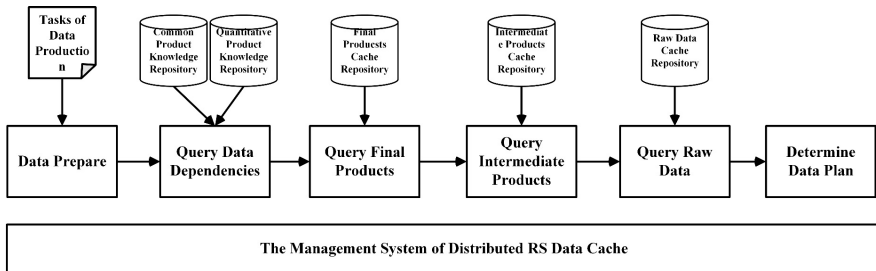 Tasks of
Data
Productio
n
Common
Product
Knowledge
Repository
Quantitative
Product
Knowledge
Repository
Final
Producsts
Cache
Repository
Intermediat
e Products
Cache
Repository
Raw Data
Cache
Repository
Data Prepare
Query Data
Dependencies
Query Final
Products
Query
Intermediate
Products
Query Raw
Data
Determine
Data Plan
The Management System of Distributed RS Data Cache